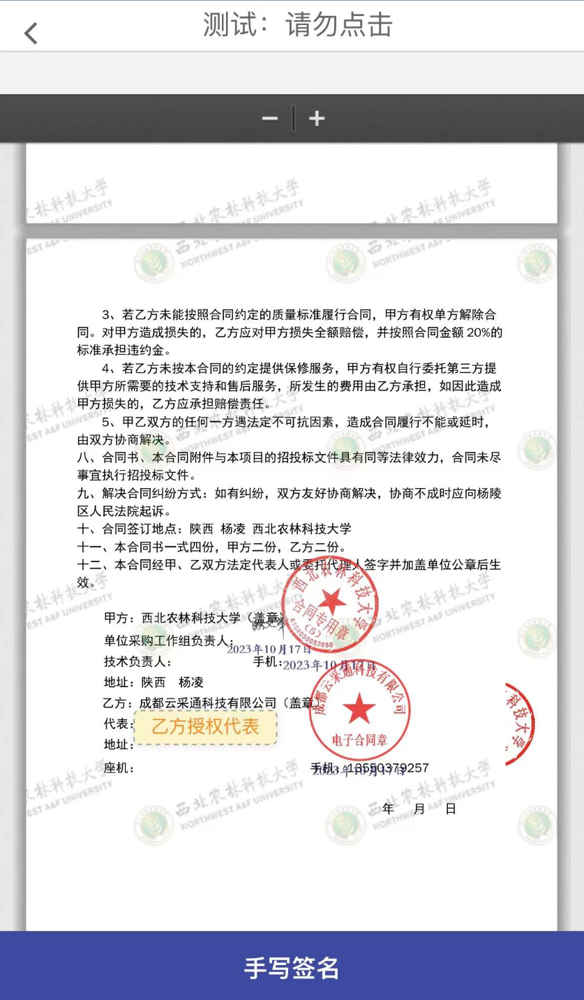 测试：请勿点击
西北农林科技大学
NORTHWEST A&F UNIVERSITY
3、若乙方未能按照合同约定的质量标准履行合同，甲方有权单方解除合
同。对甲方造成损失的，乙方应对甲方损失全额赔偿，并按照合同金额 20%的
标准承担违约金。
4、若乙方未按本合同的约定提供保修服务，甲方有权自行委托第三方提
供甲方所需要的技术支持和售后服务，所发生的费用由乙方承担，如因此造成
甲方损失的，乙方应承担赔偿责任。
5、甲乙双方的任何一方遇法定不可抗因素，造成合同履行不能或延时，
由双方协商解决。
八、合同书、本合同附件与本项目的招投标文件具有同等法律效力，合同未尽
事宜执行招投标文件。
九、解决合同纠纷方式：如有纠纷，双方友好协商解决，协商不成时应向杨陵
区人民法院起诉。
十、合同签订地点：陕西 杨凌 西北农林科技大学
十一、本合同书一式四份，甲方二份，乙方二份。
十二、本合同经甲、乙双方法定代表人或委托代理人签字并加盖单位公章后生
效。
西北农林科技大学
合同专用章
（5）
6104030053660
甲方：西北农林科技大学（盖章）
单位采购工作组负责人：
2023年10月17日
技术负责人： 手机：2023年10月17日
地址：陕西 杨凌
乙方：成都云采通科技有限公司（盖章）
成都云采通科技有限公司
电子合同章
代表：乙方授权代表
地址：
座机： 手机：13550379257
2023年10月17日
科技大学
年 月 日
手写签名